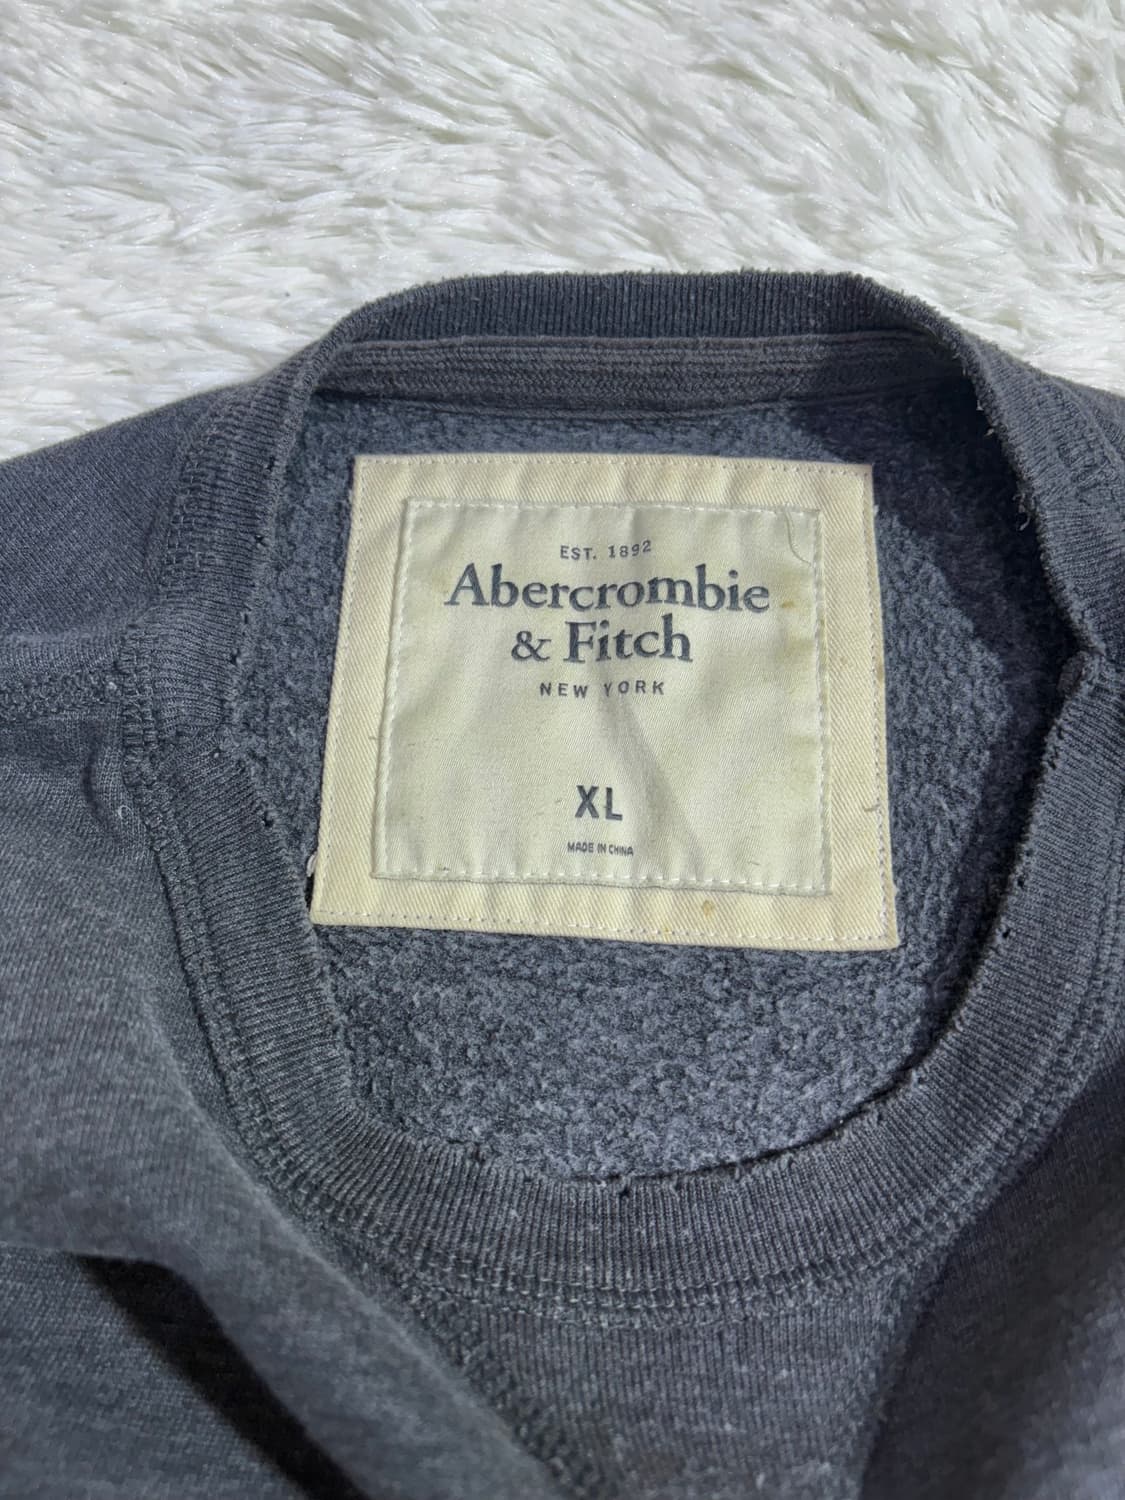 EST. 1892
Abercrombie
& Fitch
NEW YORK
XL
MADE IN CHINA